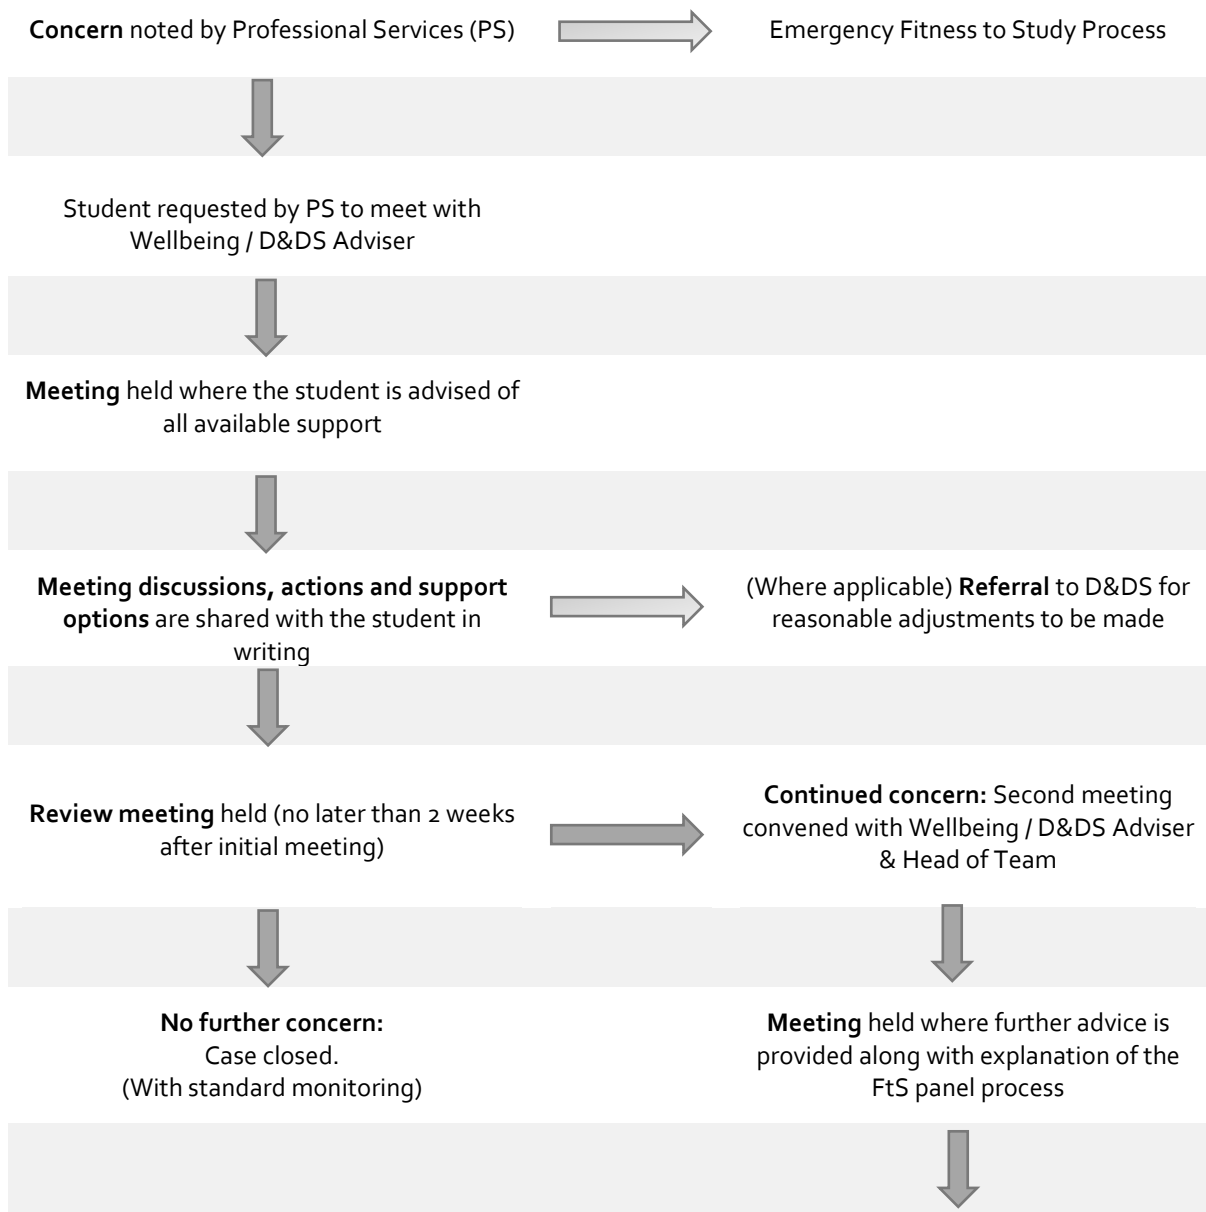 Concern noted by Professional Services (PS)
Emergency Fitness to Study Process
Student requested by PS to meet with
Wellbeing / D&DS Adviser
Meeting held where the student is advised of
all available support
Meeting discussions, actions and support
options are shared with the student in
writing
(Where applicable) Referral to D&DS for
reasonable adjustments to be made
Review meeting held (no later than 2 weeks
after initial meeting)
Continued concern: Second meeting
convened with Wellbeing / D&DS Adviser
& Head of Team
No further concern:
Case closed.
(With standard monitoring)
Meeting held where further advice is
provided along with explanation of the
FtS panel process